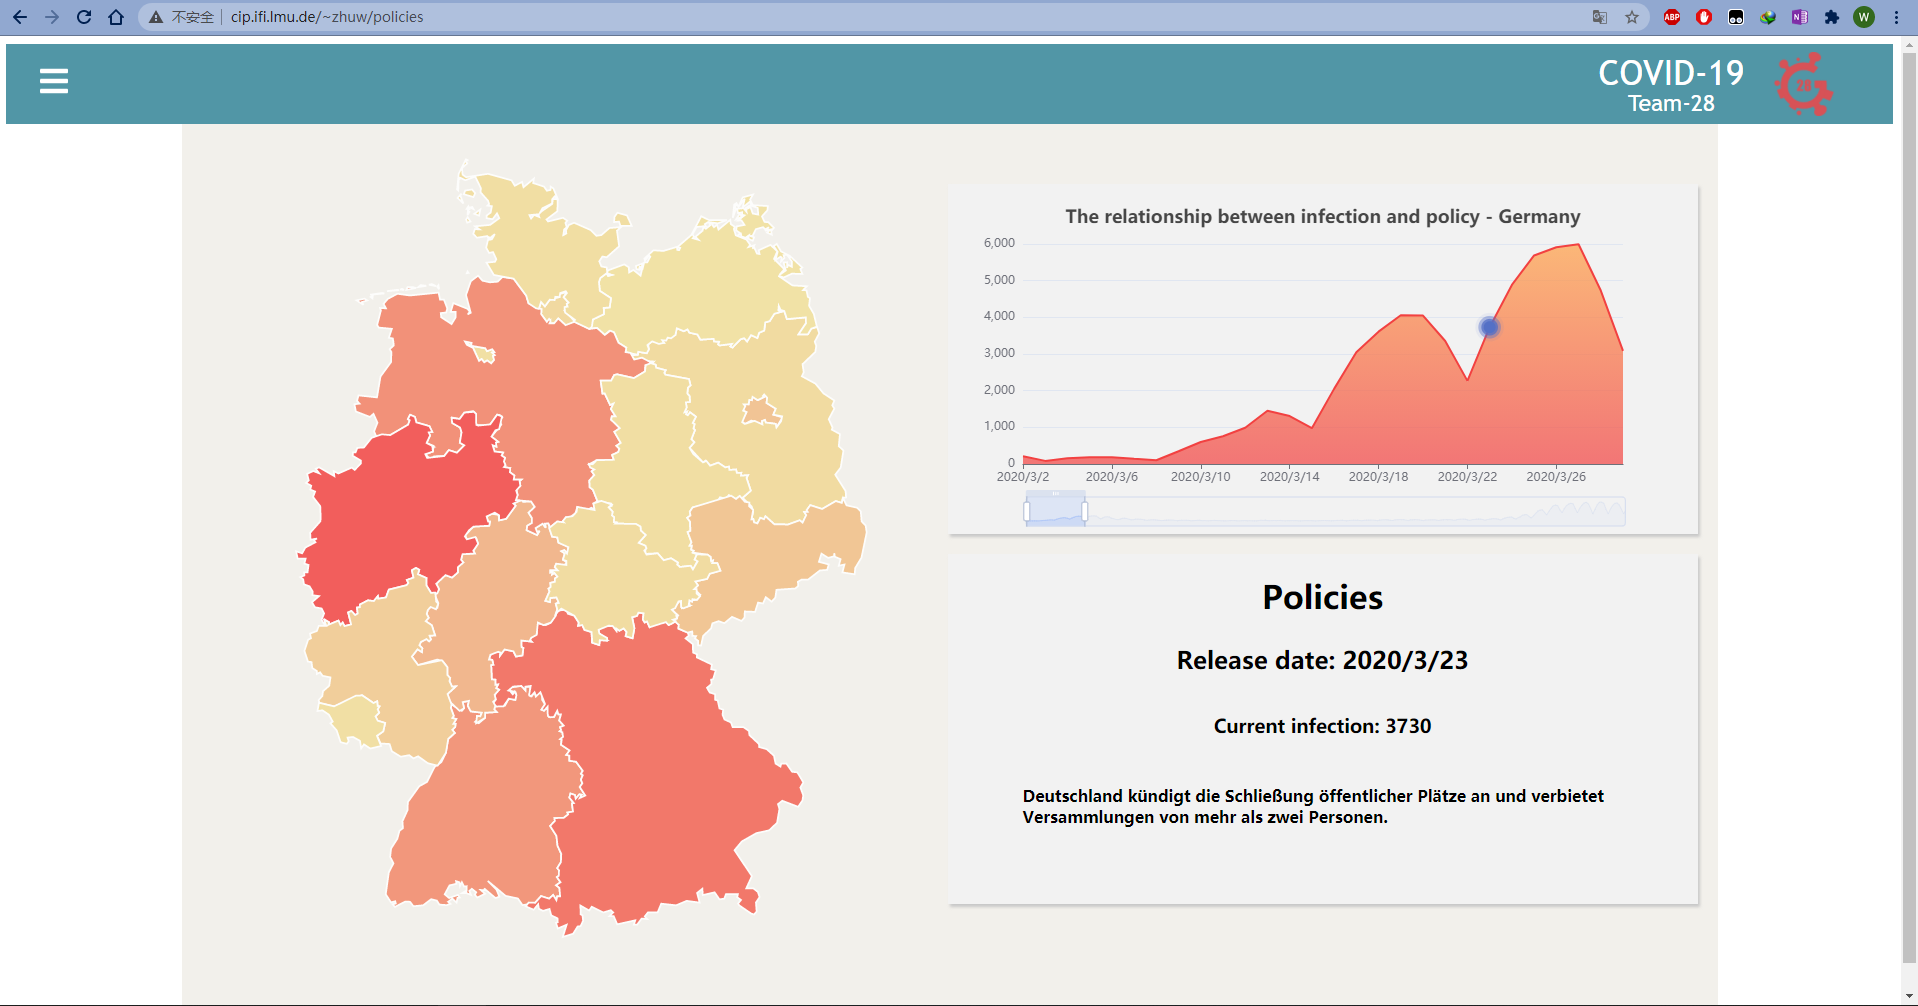 不安全 cip.ifi.lmu.de/~zhuw/policies
ABP
N
W
COVID-19
Team-28
28
The relationship between infection and policy - Germany
6,000
5,000
4,000
3,000
2,000
1,000
0
2020/3/2 2020/3/6 2020/3/10 2020/3/14 2020/3/18 2020/3/22 2020/3/26
Policies
Release date: 2020/3/23
Current infection: 3730
Deutschland kündigt die Schließung öffentlicher Plätze an und verbietet
Versammlungen von mehr als zwei Personen.